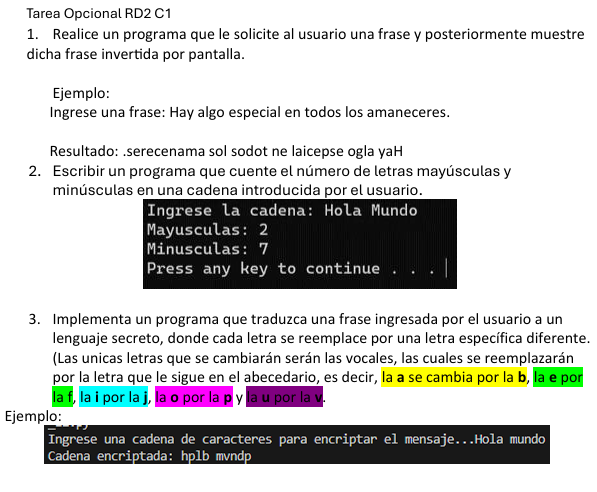 Tarea Opcional RD2 C1
1. Realice un programa que le solicite al usuario una frase y posteriormente muestre
dicha frase invertida por pantalla.
Ejemplo:
Ingrese una frase: Hay algo especial en todos los amaneceres.
Resultado: .serecenama sol sodot ne laicepse ogla yaH
2. Escribir un programa que cuente el número de letras mayúsculas y
minúsculas en una cadena introducida por el usuario.
Ingrese la cadena: Hola Mundo
Mayusculas: 2
Minusculas: 7
Press any key to continue . . .
3. Implementa un programa que traduzca una frase ingresada por el usuario a un
lenguaje secreto, donde cada letra se reemplace por una letra específica diferente.
(Las unicas letras que se cambiarán serán las vocales, las cuales se reemplazarán
por la letra que le sigue en el abecedario, es decir, la a se cambia por la b, la e por
la f, la i por la j, la o por la p y la u por la v.
Ejemplo:
Ingrese una cadena de caracteres para encriptar el mensaje...Hola mundo
Cadena encriptada: hplb mvndp